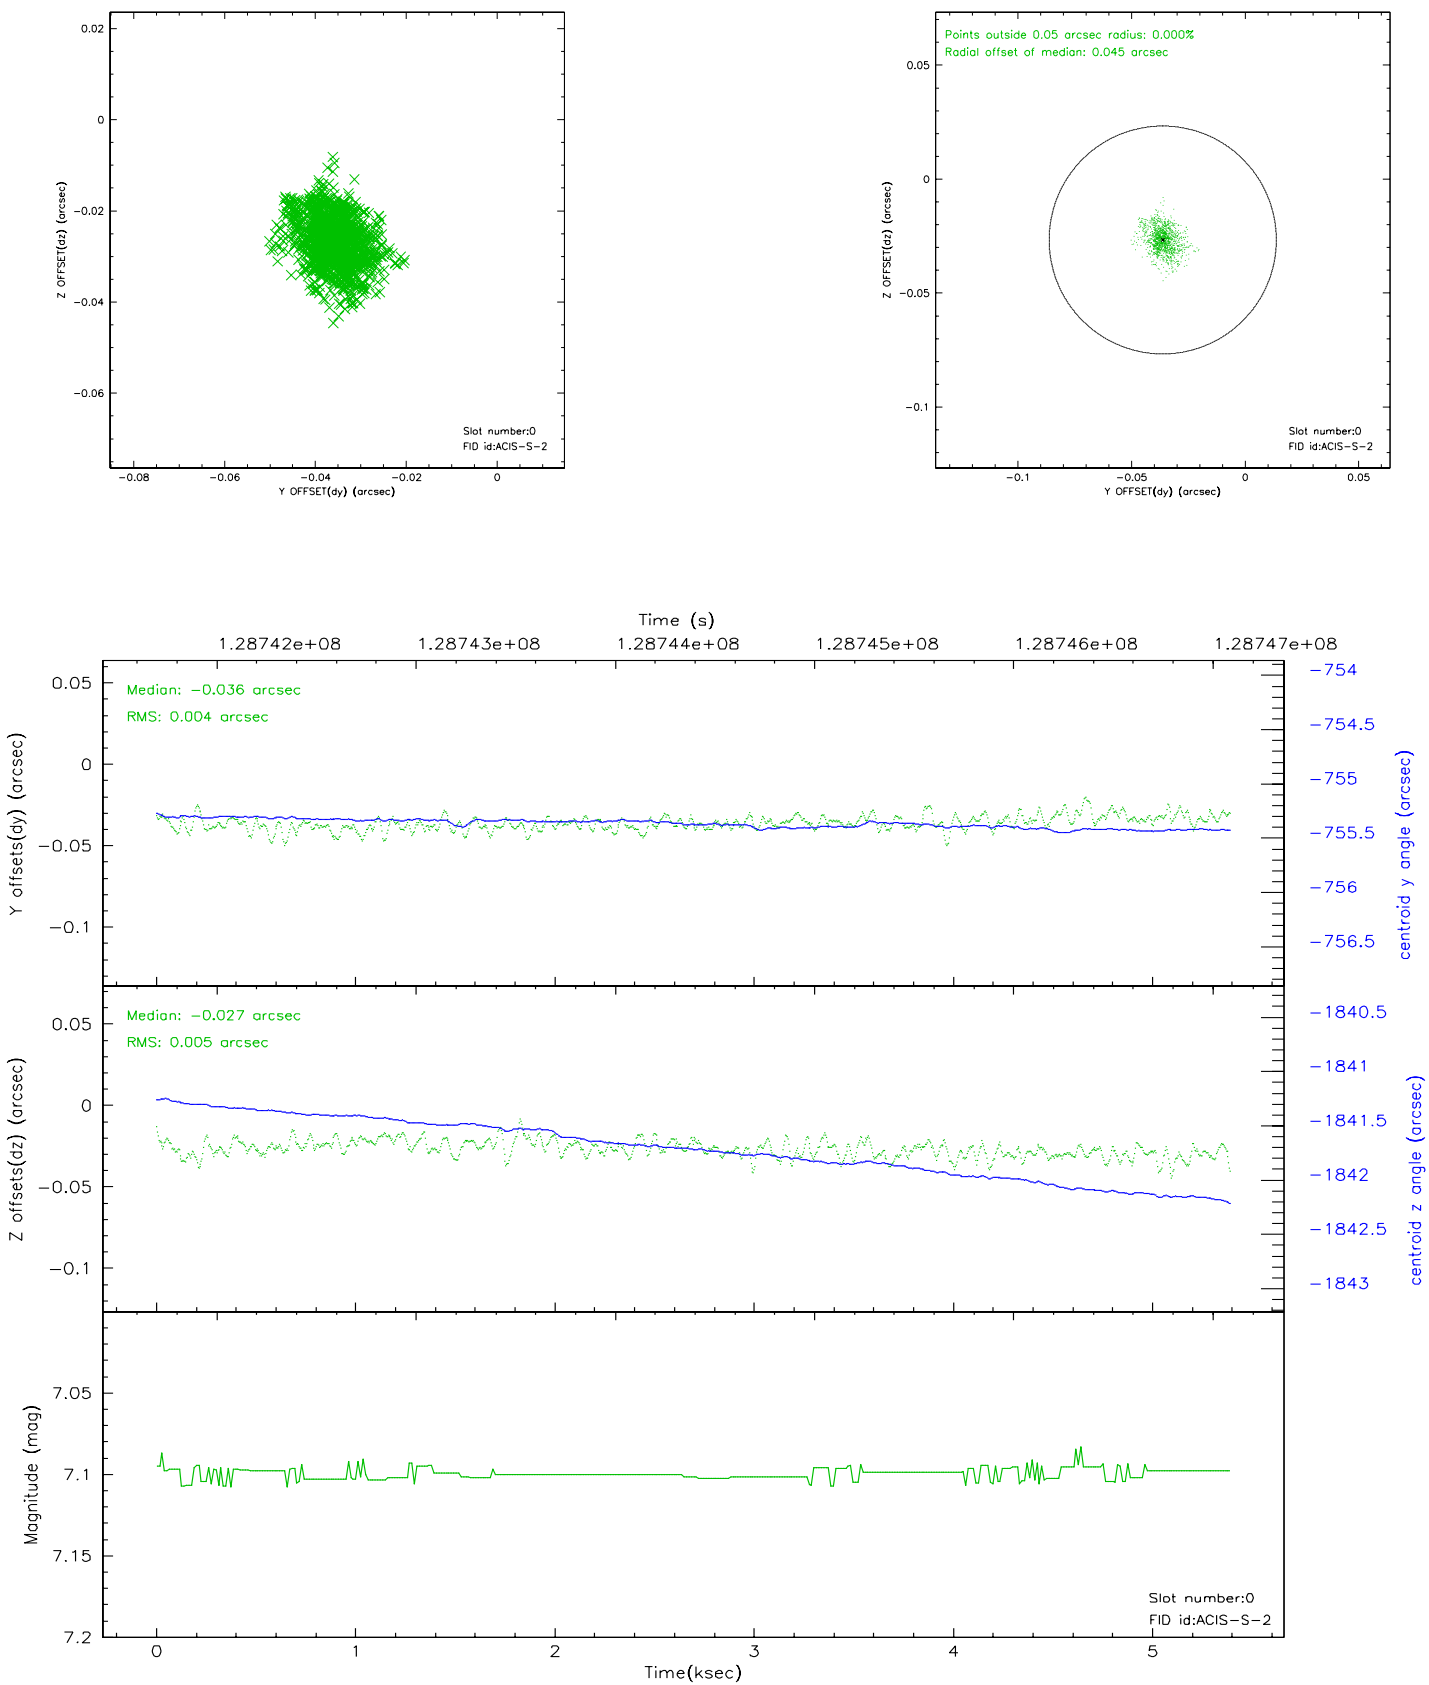 0.02
0
−0.02
−0.04
−0.06
Z OFFSET(dz) (arcsec)
Slot number:0
FID id:ACIS−S−2
−0.08
−0.06
−0.04
−0.02
0
Y OFFSET(dy) (arcsec)
Points outside 0.05 arcsec radius: 0.000%
Radial offset of median: 0.045 arcsec
0.05
0
−0.05
−0.1
Z OFFSET(dz) (arcsec)
Slot number:0
FID id:ACIS−S−2
−0.1
−0.05
0
0.05
Y OFFSET(dy) (arcsec)
Time (s)
1.28742e+08
1.28743e+08
1.28744e+08
1.28745e+08
1.28746e+08
1.28747e+08
Median: −0.036 arcsec
RMS: 0.004 arcsec
0.05
0
−0.05
−0.1
Y offsets(dy) (arcsec)
−754
−754.5
−755
−755.5
−756
−756.5
centroid y angle (arcsec)
Median: −0.027 arcsec
RMS: 0.005 arcsec
0.05
0
−0.05
−0.1
Z offsets(dz) (arcsec)
−1840.5
−1841
−1841.5
−1842
−1842.5
−1843
centroid z angle (arcsec)
7.05
7.1
7.15
7.2
Magnitude (mag)
Slot number:0
FID id:ACIS−S−2
0
1
2
3
4
5
Time(ksec)